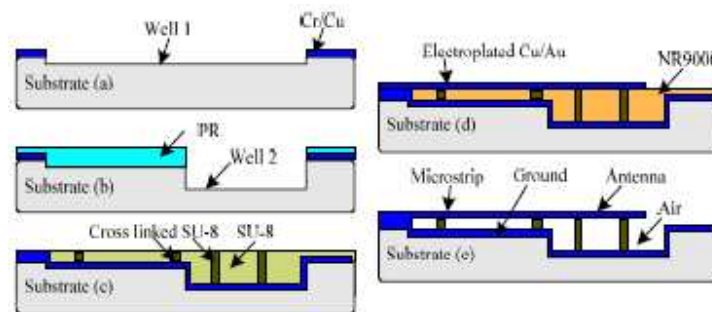 Well 1
Cr/Cu
Substrate (a)
PR
Well 2
Substrate (b)
Cross linked SU-8
SU-8
Substrate (c)
Electroplated Cu/Au
NR9000
Substrate (d)
Microstrip
Ground
Antenna
Air
Substrate (e)